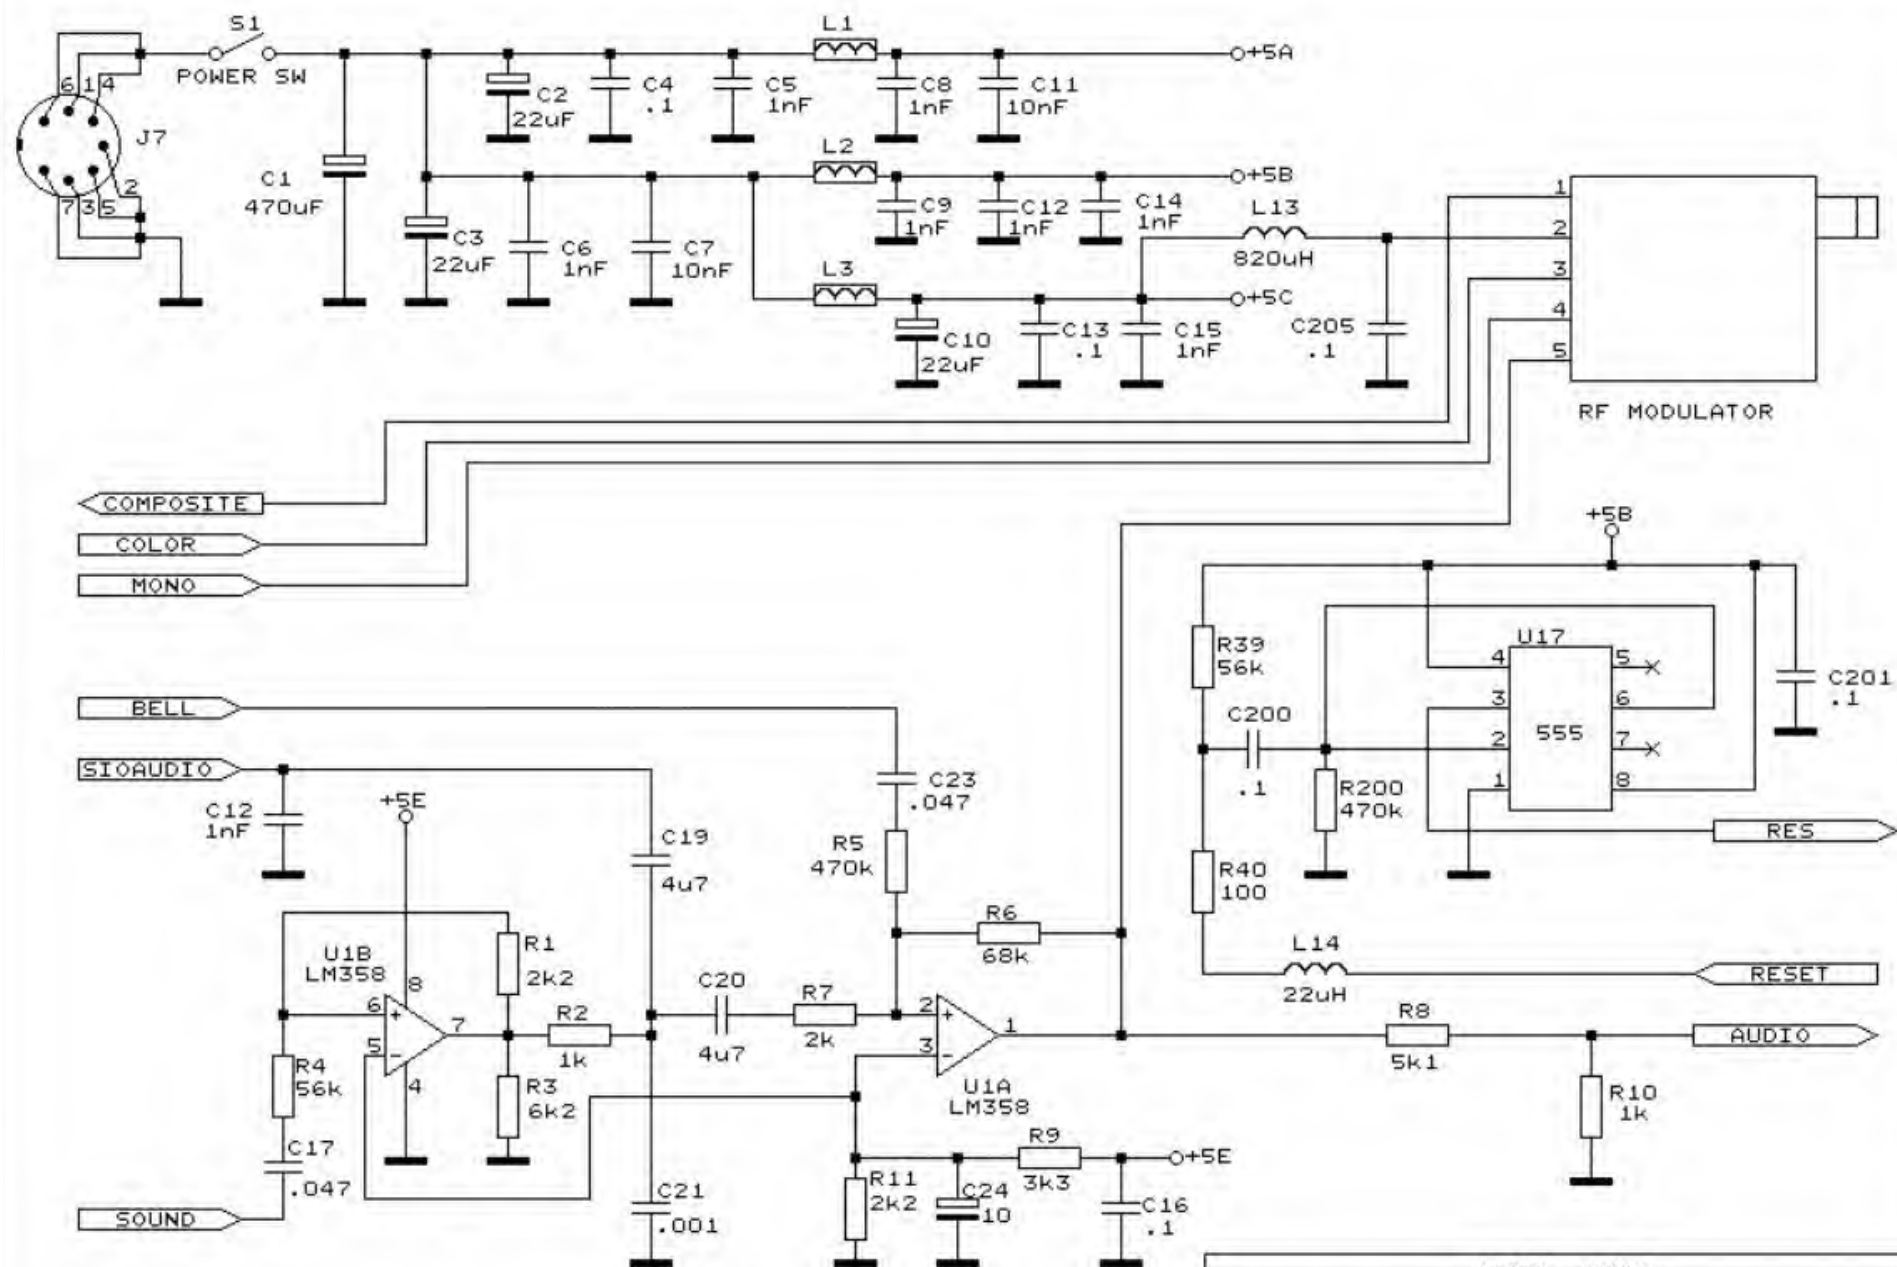 S1
POWER SW
L1
+5A
6 1 4
J7
2
7 3 5
C1
470uF
C2
22uF
C4
.1
C5
1nF
C8
1nF
C11
10nF
L2
+5B
C3
22uF
C6
1nF
C7
10nF
C9
1nF
C12
1nF
C14
1nF
L13
820uH
L3
+5C
C10
22uF
C13
.1
C15
1nF
C205
.1
1
2
3
4
5
RF MODULATOR
COMPOSITE
COLOR
MONO
+5B
R39
56k
U17
4
3
2
1
555
5
6
7
8
C201
.1
C200
.1
R200
470k
RES
R40
100
L14
22uH
RESET
BELL
SIOAUDIO
C12
1nF
+5E
C19
4u7
C23
.047
R5
470k
R6
68k
U1B
LM358
8
6
+
5
-
7
4
R1
2k2
R2
1k
R3
6k2
R4
56k
C17
.047
SOUND
C20
4u7
R7
2k
2
+
3
-
1
U1A
LM358
R8
5k1
AUDIO
R10
1k
C21
.001
R11
2k2
C24
10
R9
3k3
+5E
C16
.1